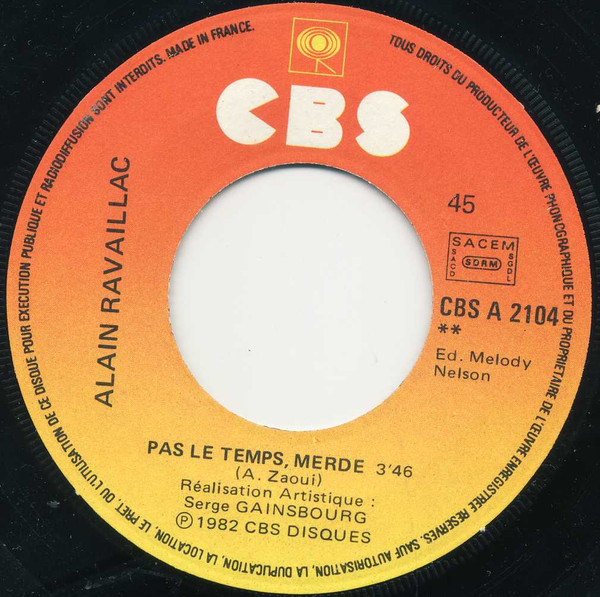 TOUS DROITS DU PRODUCTEUR DE L'ŒUVRE PHONOGRAPHIQUE ET DU PROPRIETAIRE DE L'ŒUVRE ENREGISTREE RESERVES. SAUF AUTORISATION, LA DUPLICATION, LA LOCATION, LE PRET, OU L'UTILISATION DE CE DISQUE POUR EXECUTION PUBLIQUE ET RADIODIFFUSION SONT INTERDITS. MADE IN FRANCE.
CBS
ALAIN RAVAILLAC
45
SACEM
SACD
SDRM
SGDL
CBS A 2104
**
Ed. Melody
Nelson
PAS LE TEMPS, MERDE 3'46
(A. Zaoui)
Réalisation Artistique :
Serge GAINSBOURG
Ⓟ 1982 CBS DISQUES